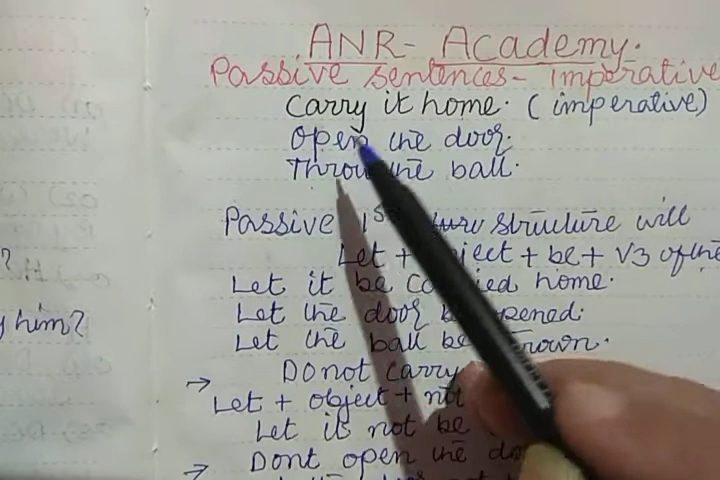 ANR- Academy.
Passive sentences- imperative
Carry it home. (imperative)
Open the door.
Throw the ball.
Passive 1st structure will
Let + object + be + V3 of the
Let it be carried home.
Let the door be opened.
Let the ball be thrown.
?
him?
DO not carry
→ Let + object + not
Let it not be
→ Dont open the